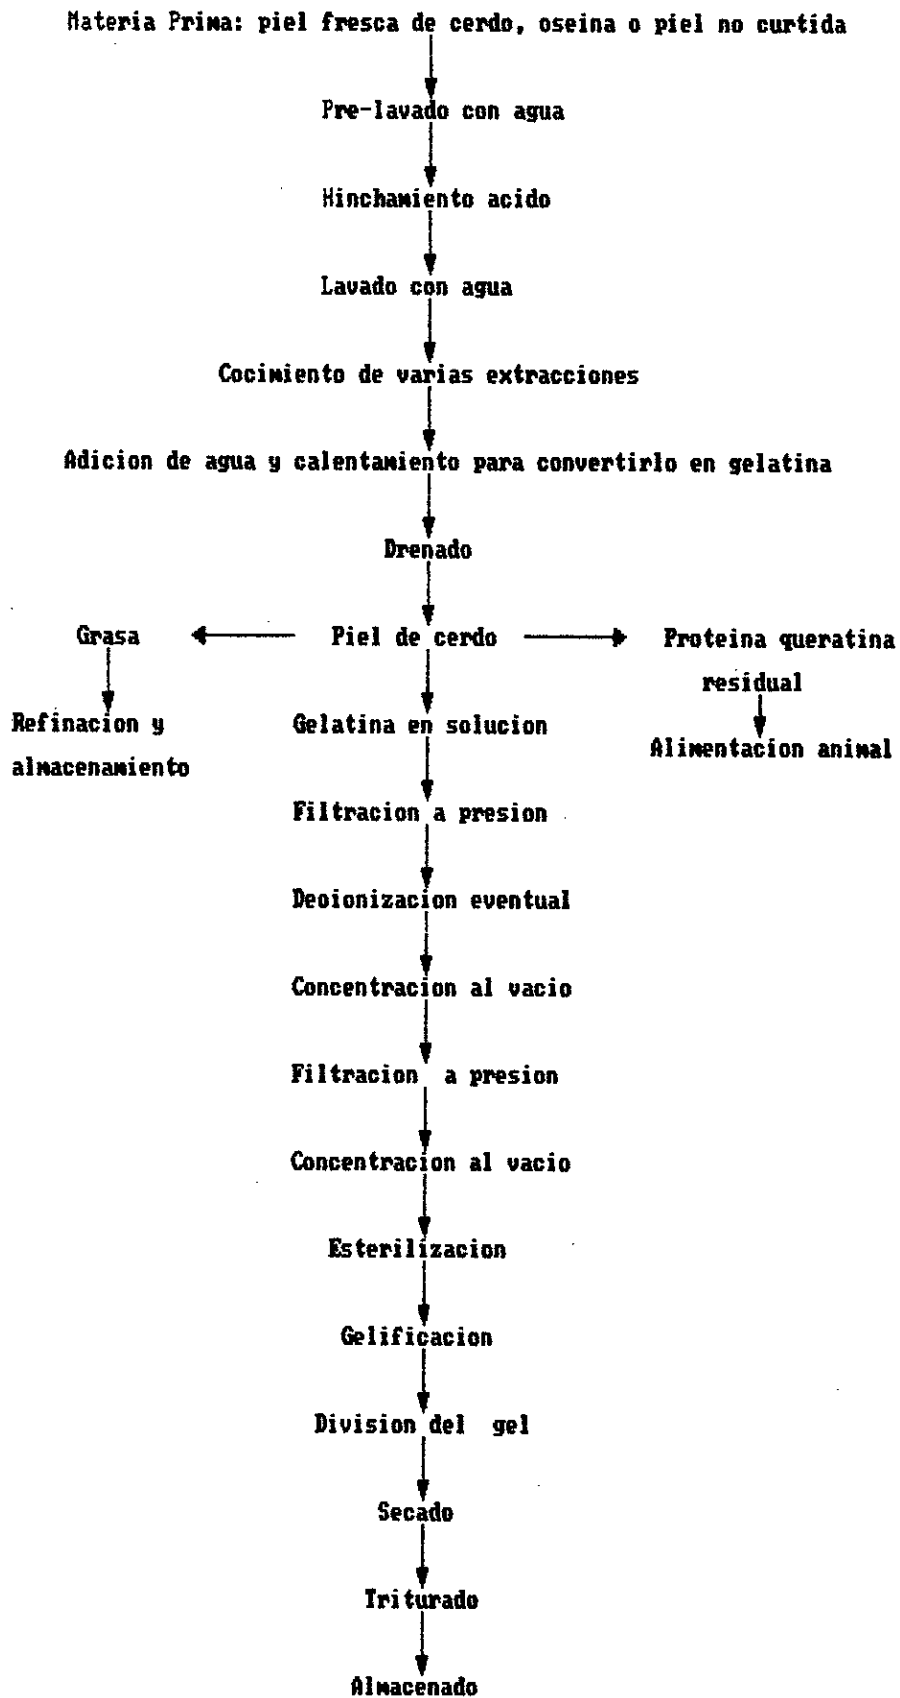 Materia Prima: piel fresca de cerdo, oseina o piel no curtida
Pre-lavado con agua
Hinchamiento acido
Lavado con agua
Cocimiento de varias extracciones
Adicion de agua y calentamiento para convertirlo en gelatina
Drenado
Grasa
Piel de cerdo
Proteina queratina
residual
Refinacion y
almacenamiento
Gelatina en solucion
Alimentacion animal
Filtracion a presion
Deoionizacion eventual
Concentracion al vacio
Filtracion a presion
Concentracion al vacio
Esterilizacion
Gelificacion
Division del gel
Secado
Triturado
Almacenado